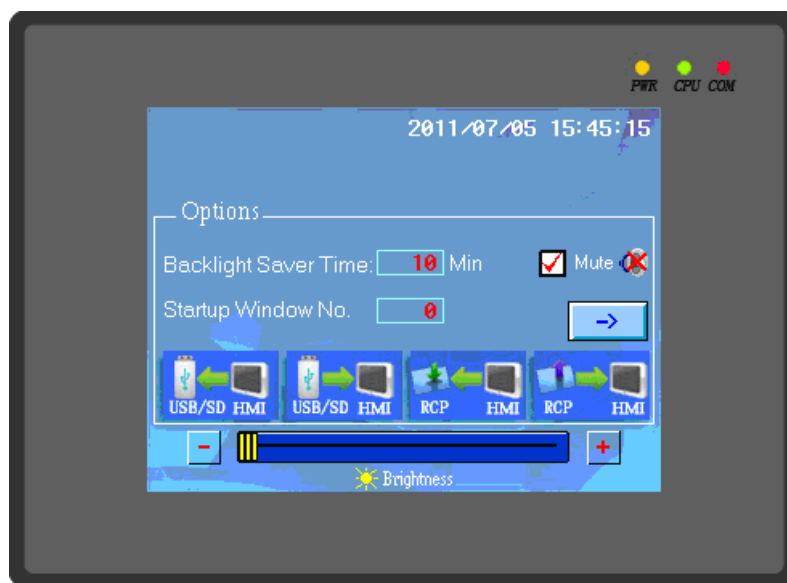 PWR CPU COM
2011/07/05 15:45:15
Options
Backlight Saver Time: 10 Min Mute
Startup Window No. 0
->
USB/SD HMI USB/SD HMI RCP HMI RCP HMI
- +
Brightness